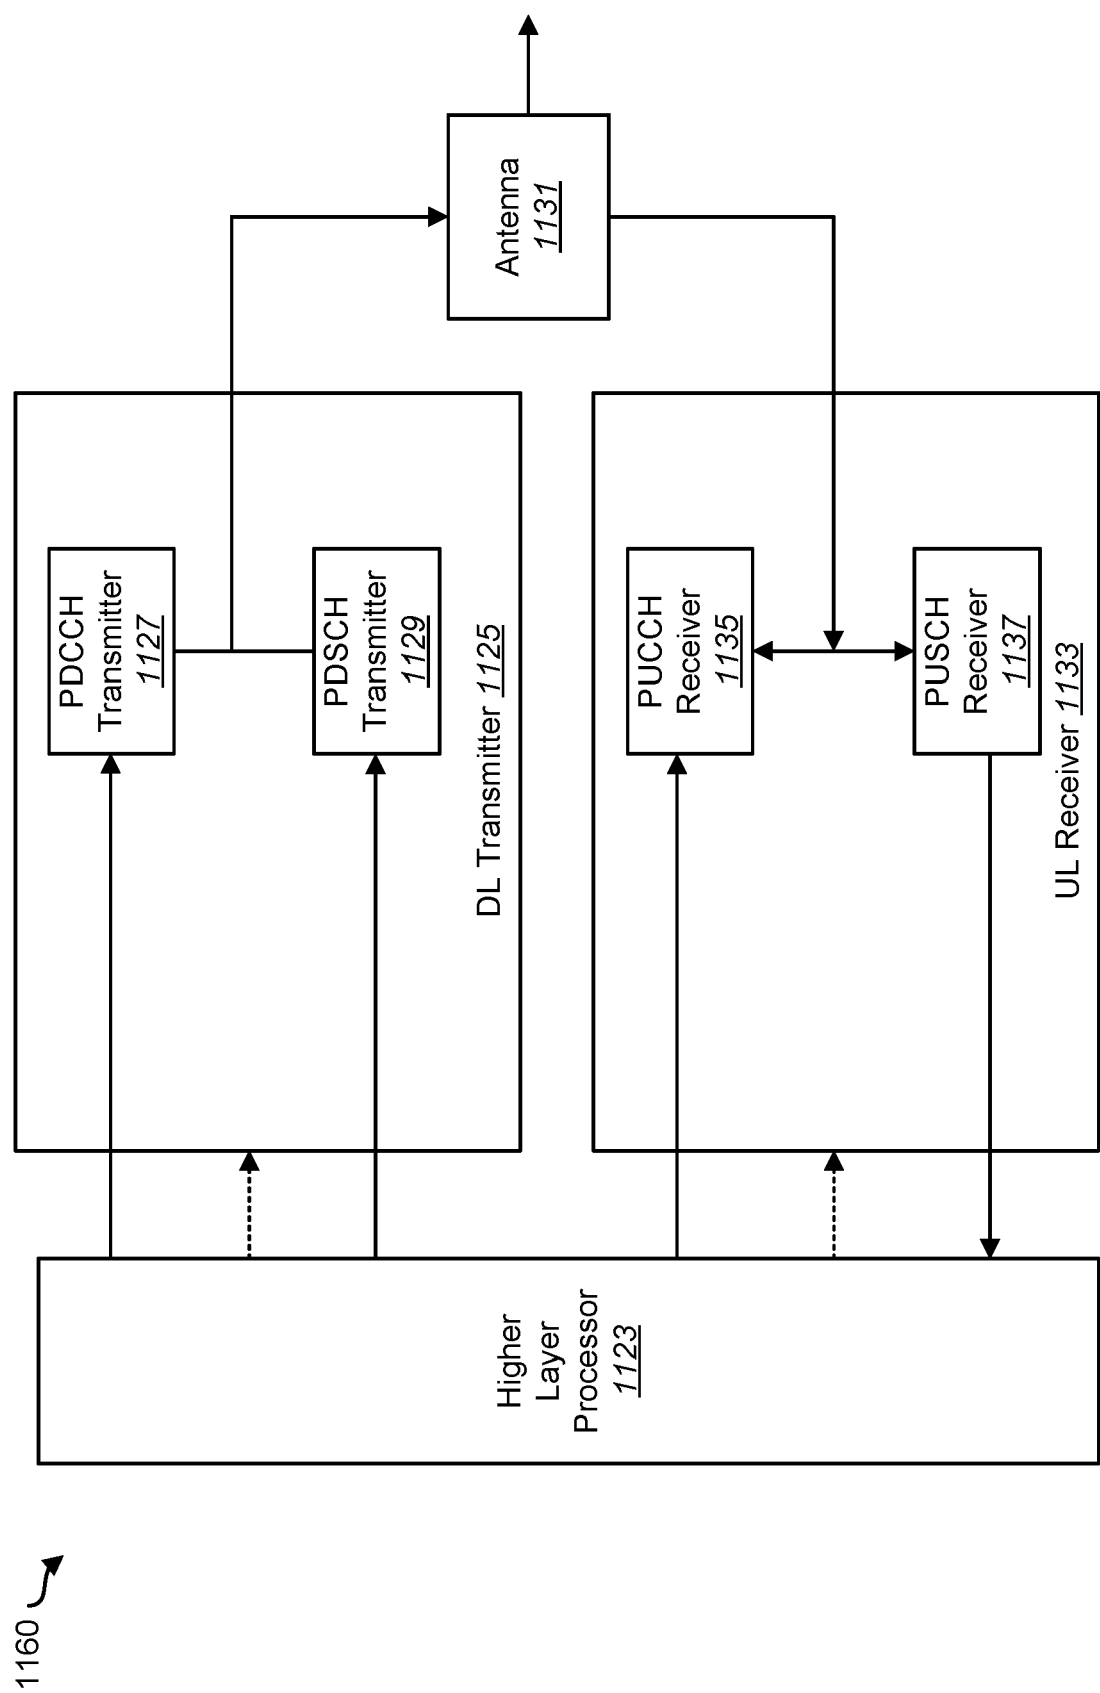 1160
Higher
Layer
Processor
1123
PDCCH
Transmitter
1127
PDSCH
Transmitter
1129
DL Transmitter 1125
PUCCH
Receiver
1135
PUSCH
Receiver
1137
UL Receiver 1133
Antenna
1131